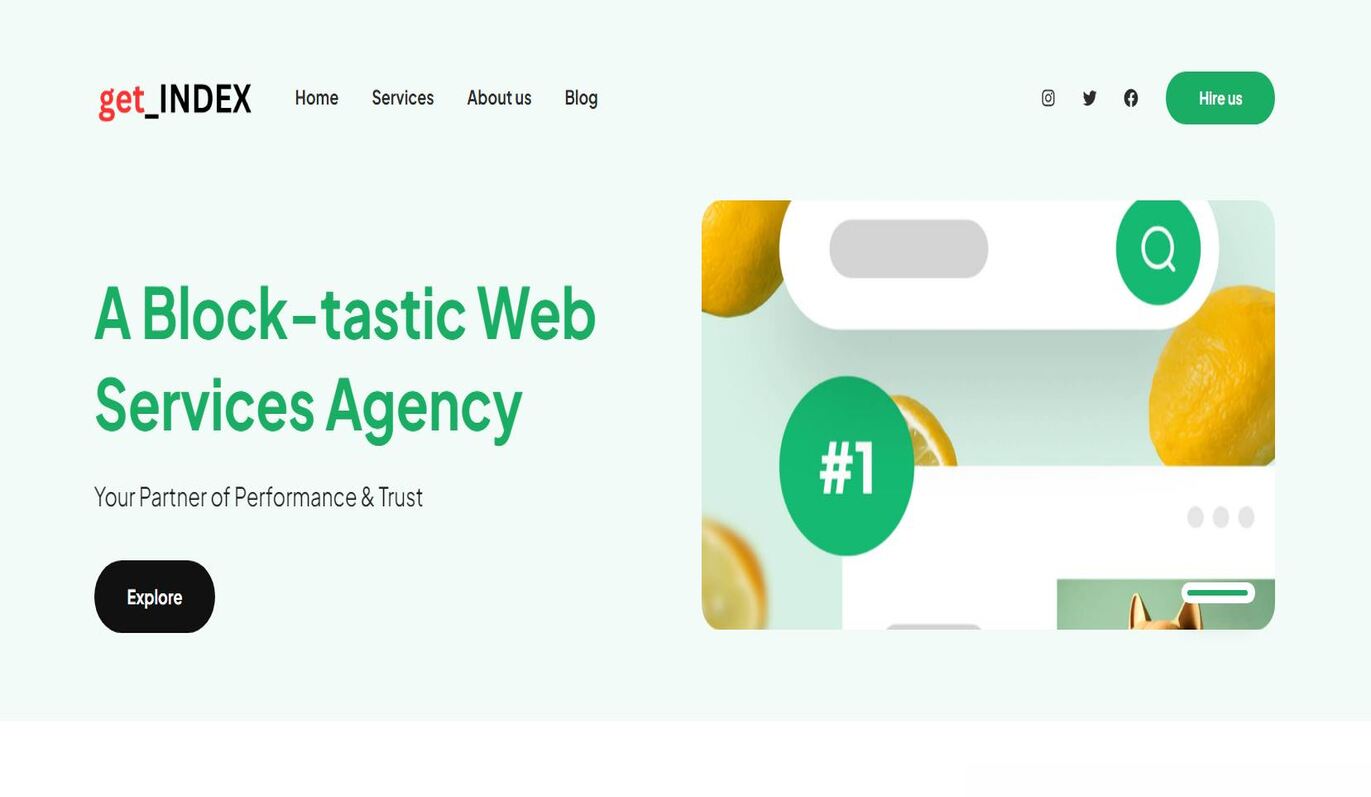 get_INDEX
Home
Services
About us
Blog
Hire us
A Block-tastic Web
Services Agency
Your Partner of Performance & Trust
Explore
#1